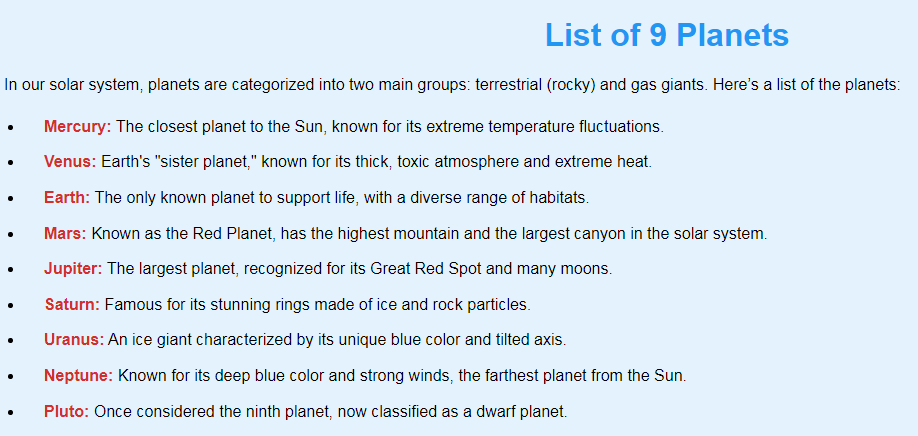 List of 9 Planets
In our solar system, planets are categorized into two main groups: terrestrial (rocky) and gas giants. Here’s a list of the planets:
• Mercury: The closest planet to the Sun, known for its extreme temperature fluctuations.
• Venus: Earth's "sister planet," known for its thick, toxic atmosphere and extreme heat.
• Earth: The only known planet to support life, with a diverse range of habitats.
• Mars: Known as the Red Planet, has the highest mountain and the largest canyon in the solar system.
• Jupiter: The largest planet, recognized for its Great Red Spot and many moons.
• Saturn: Famous for its stunning rings made of ice and rock particles.
• Uranus: An ice giant characterized by its unique blue color and tilted axis.
• Neptune: Known for its deep blue color and strong winds, the farthest planet from the Sun.
• Pluto: Once considered the ninth planet, now classified as a dwarf planet.